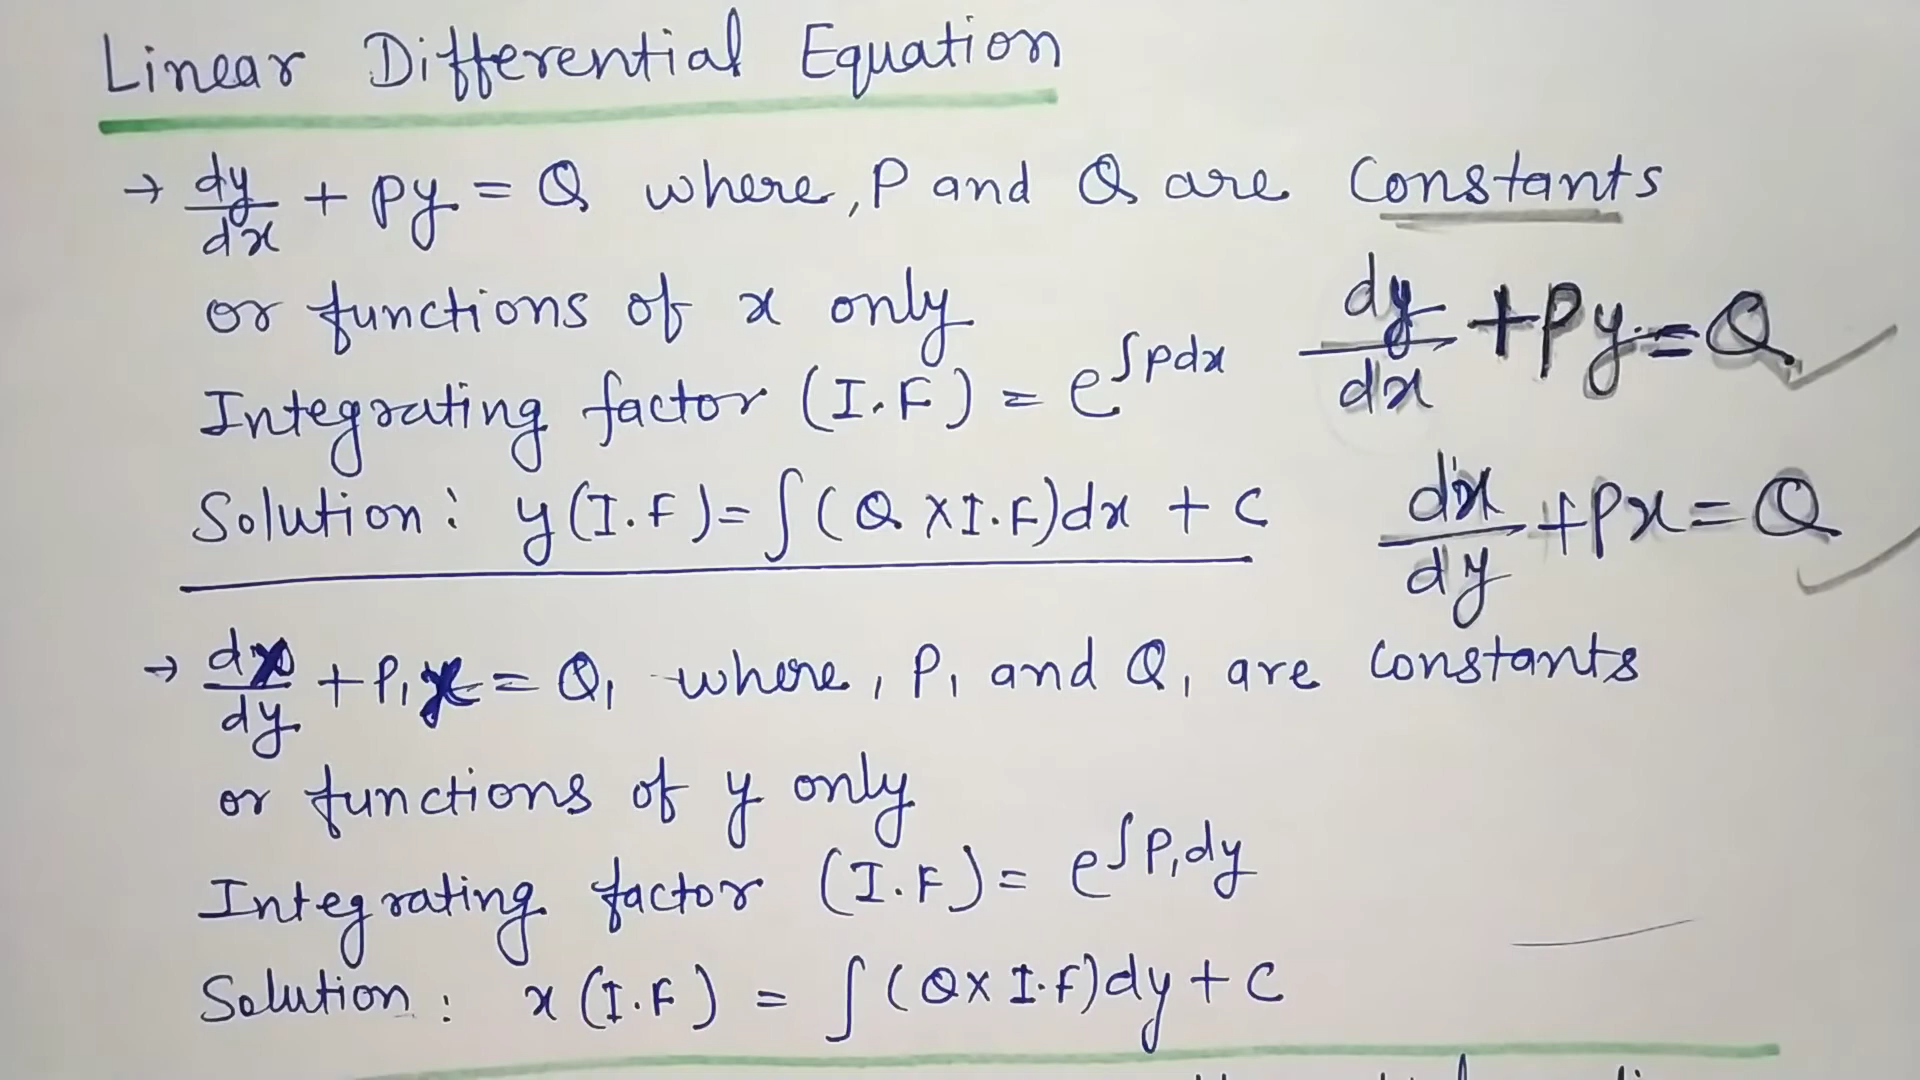 Linear Differential Equation
→ dy/dx + Py = Q where, P and Q are Constants
or functions of x only
dy/dx + Py = Q
Integrating factor (I.F) = e^∫Pdx
dx/dy + Px = Q
Solution: y(I.F) = ∫(Q × I.F)dx + C
→ dx/dy + P₁x = Q₁ where, P₁ and Q₁ are constants
or functions of y only
Integrating factor (I.F) = e^∫P₁dy
Solution: x(I.F) = ∫(Q× I.F)dy + C